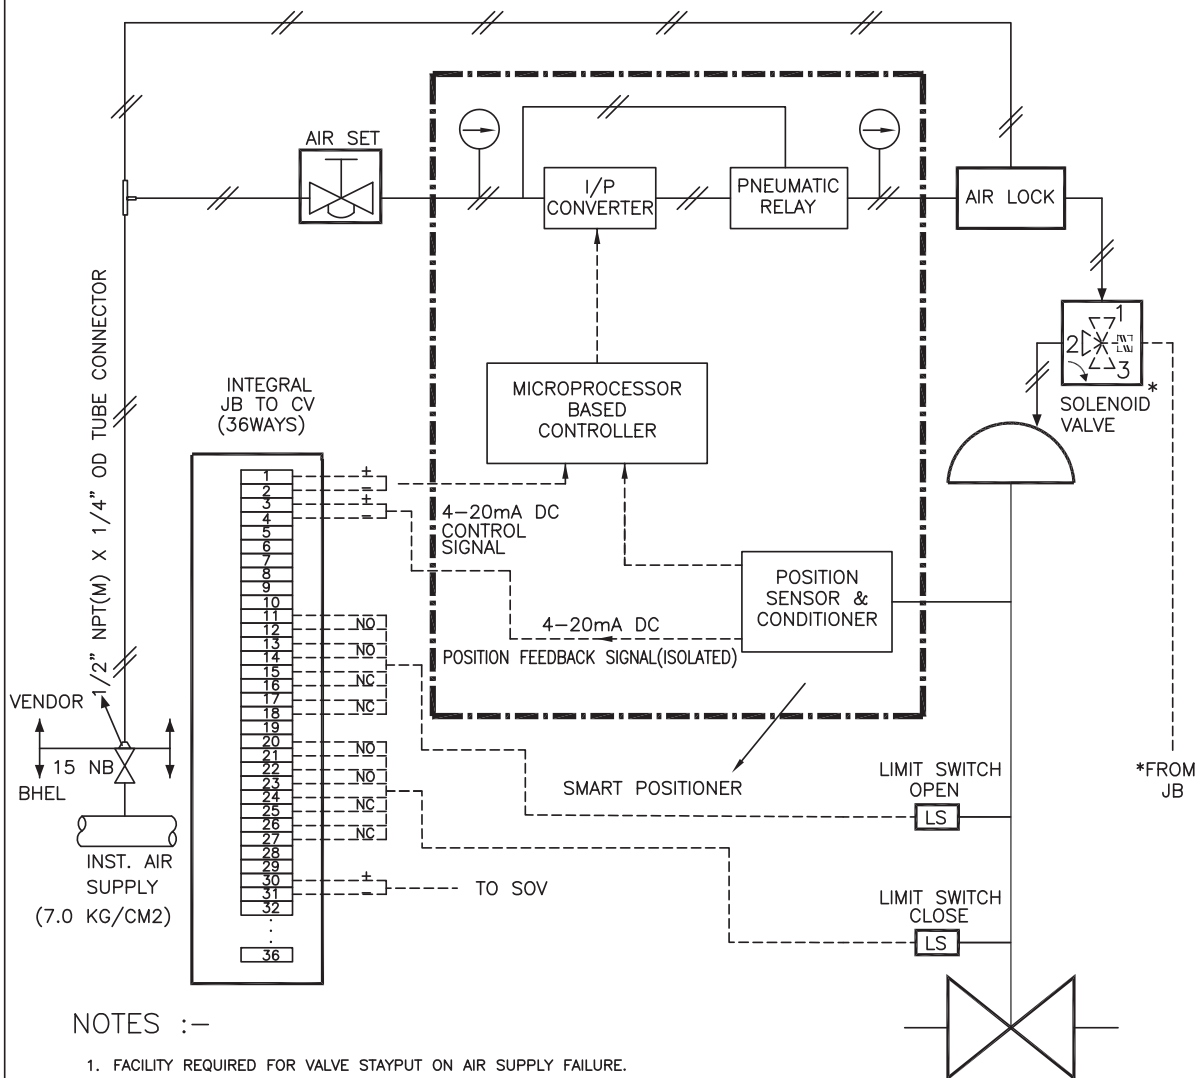 AIR SET
I/P
CONVERTER
PNEUMATIC
RELAY
AIR LOCK
1
2
3
*
SOLENOID
VALVE
1/2" NPT(M) X 1/4" OD TUBE CONNECTOR
INTEGRAL
JB TO CV
(36WAYS)
MICROPROCESSOR
BASED
CONTROLLER
1
2
3
4
5
6
7
8
9
10
11
12
13
14
15
16
17
18
19
20
21
22
23
24
25
26
27
28
29
30
31
32
36
+
-
+
-
NO
NO
NC
NC
NO
NO
NC
NC
+
-
TO SOV
4-20mA DC
CONTROL
SIGNAL
POSITION
SENSOR &
CONDITIONER
4-20mA DC
POSITION FEEDBACK SIGNAL(ISOLATED)
SMART POSITIONER
VENDOR
15 NB
BHEL
INST. AIR
SUPPLY
(7.0 KG/CM2)
LIMIT SWITCH
OPEN
LS
*FROM
JB
LIMIT SWITCH
CLOSE
LS
NOTES :-
1. FACILITY REQUIRED FOR VALVE STAYPUT ON AIR SUPPLY FAILURE.